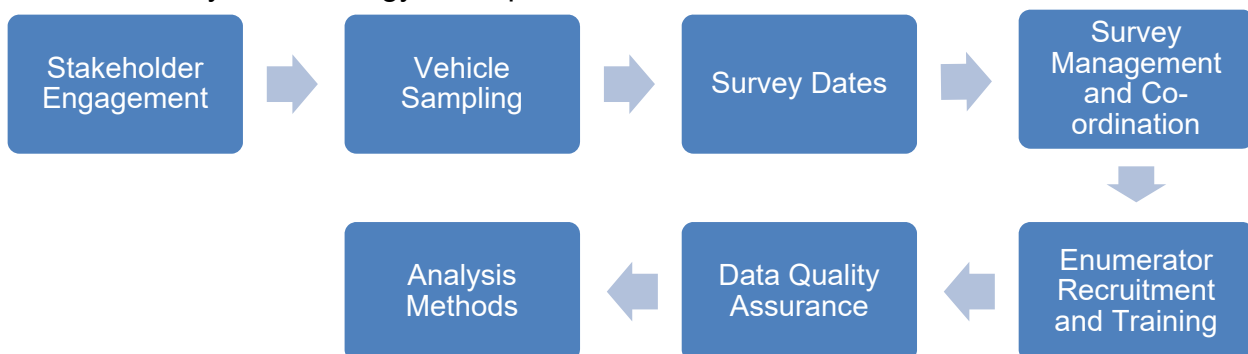 Stakeholder
Engagement
Vehicle
Sampling
Survey Dates
Survey
Management
and Co-
ordination
Enumerator
Recruitment
and Training
Data Quality
Assurance
Analysis
Methods